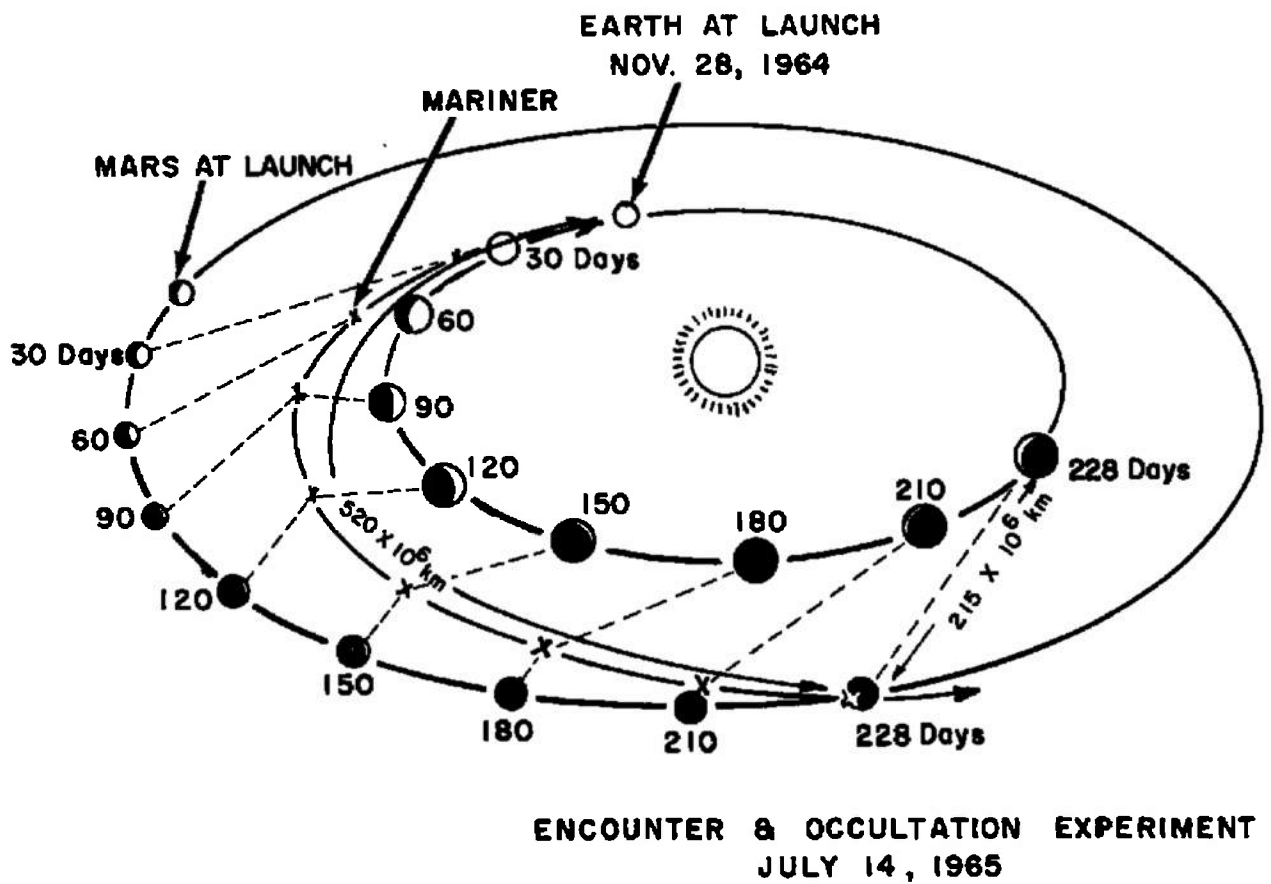 EARTH AT LAUNCH
NOV. 28, 1964
MARINER
MARS AT LAUNCH
30 Days
60
90
120
150
180
210
228 Days
30 Days
60
90
120
150
180
210
228 Days
520 X 10⁶ km
215 X 10⁶ km
ENCOUNTER & OCCULTATION EXPERIMENT
JULY 14, 1965